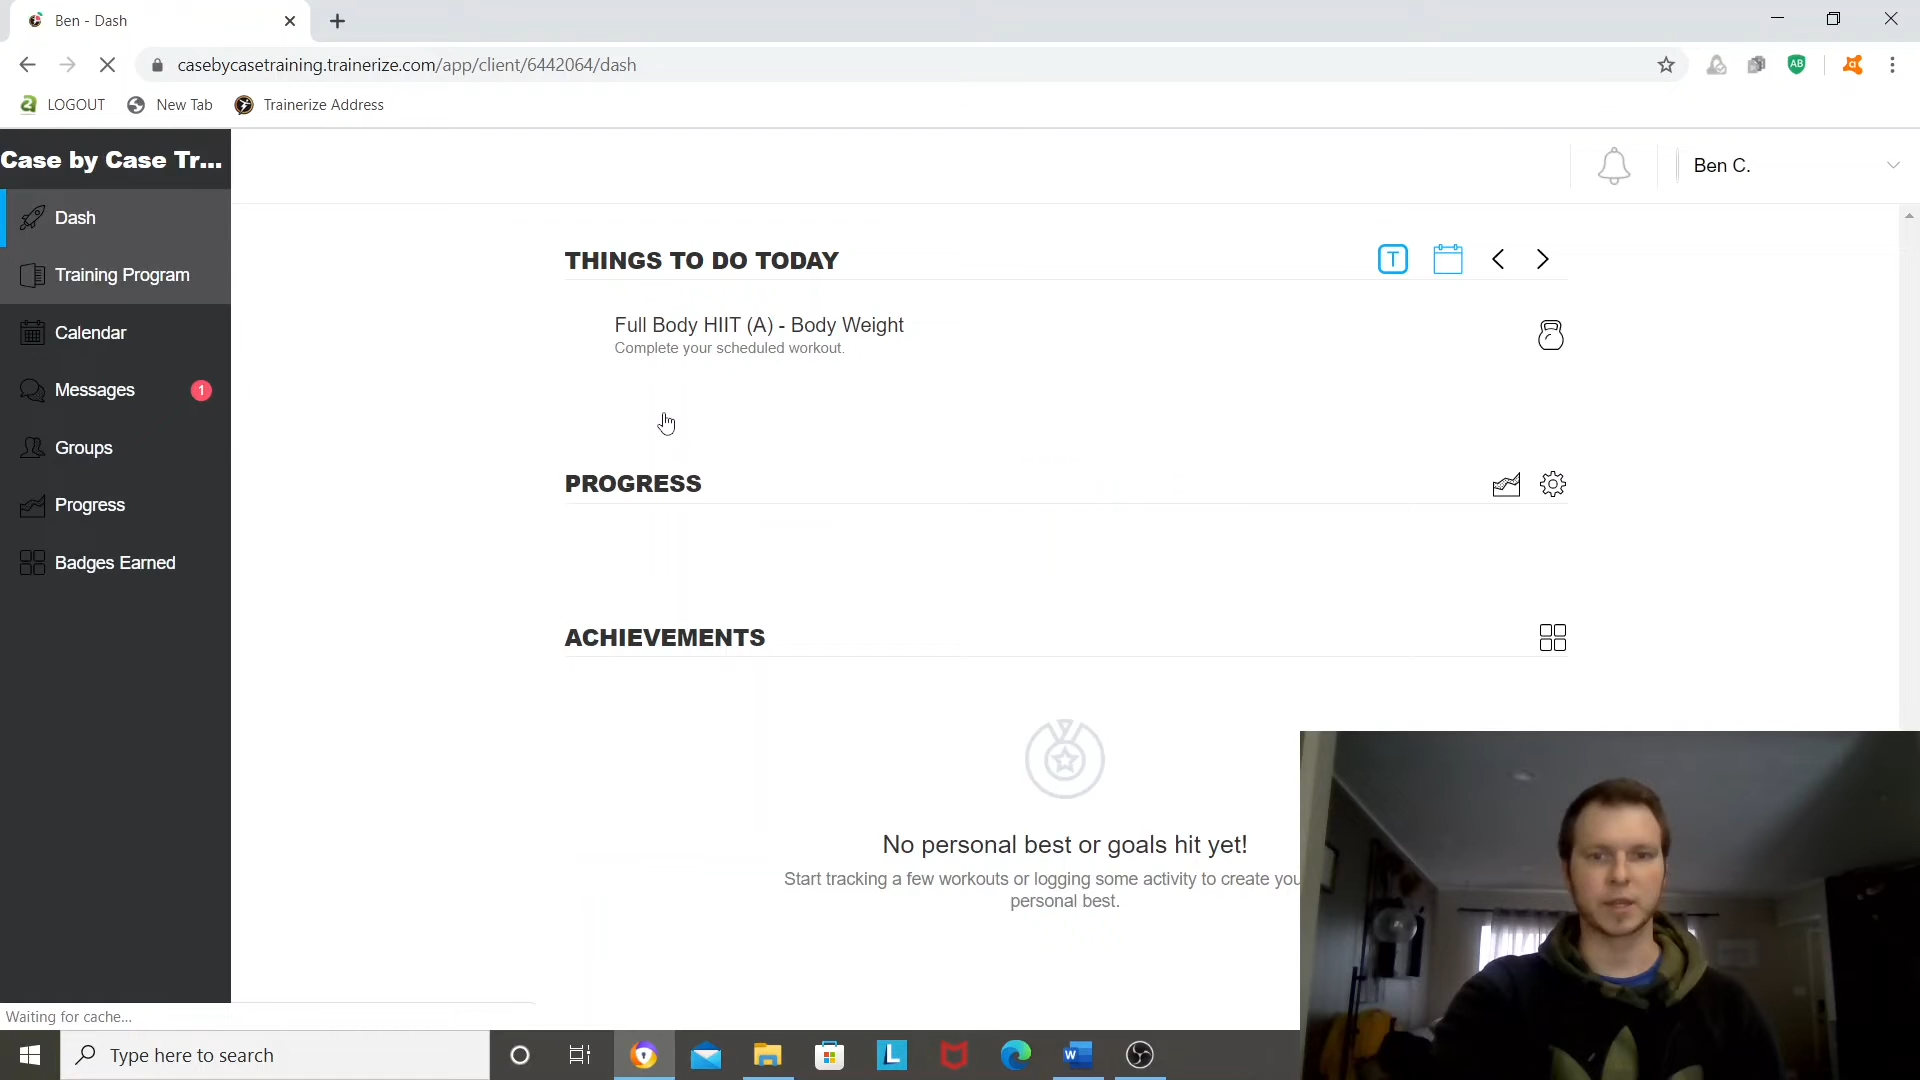 Ben - Dash
casebycasetraining.trainerize.com/app/client/6442064/dash
AB
LOGOUT
New Tab
Trainerize Address
Case by Case Tr...
Ben C.
Dash
Training Program
Calendar
Messages
1
Groups
Progress
Badges Earned
THINGS TO DO TODAY
T
Full Body HIIT (A) - Body Weight
Complete your scheduled workout.
PROGRESS
ACHIEVEMENTS
No personal best or goals hit yet!
Start tracking a few workouts or logging some activity to create you
personal best.
Waiting for cache...
Type here to search
L
W